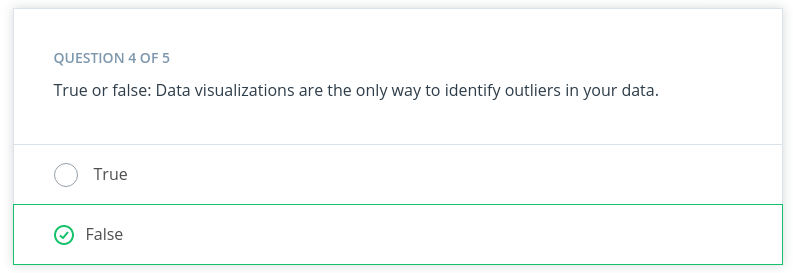 QUESTION 4 OF 5
True or false: Data visualizations are the only way to identify outliers in your data.
True
False